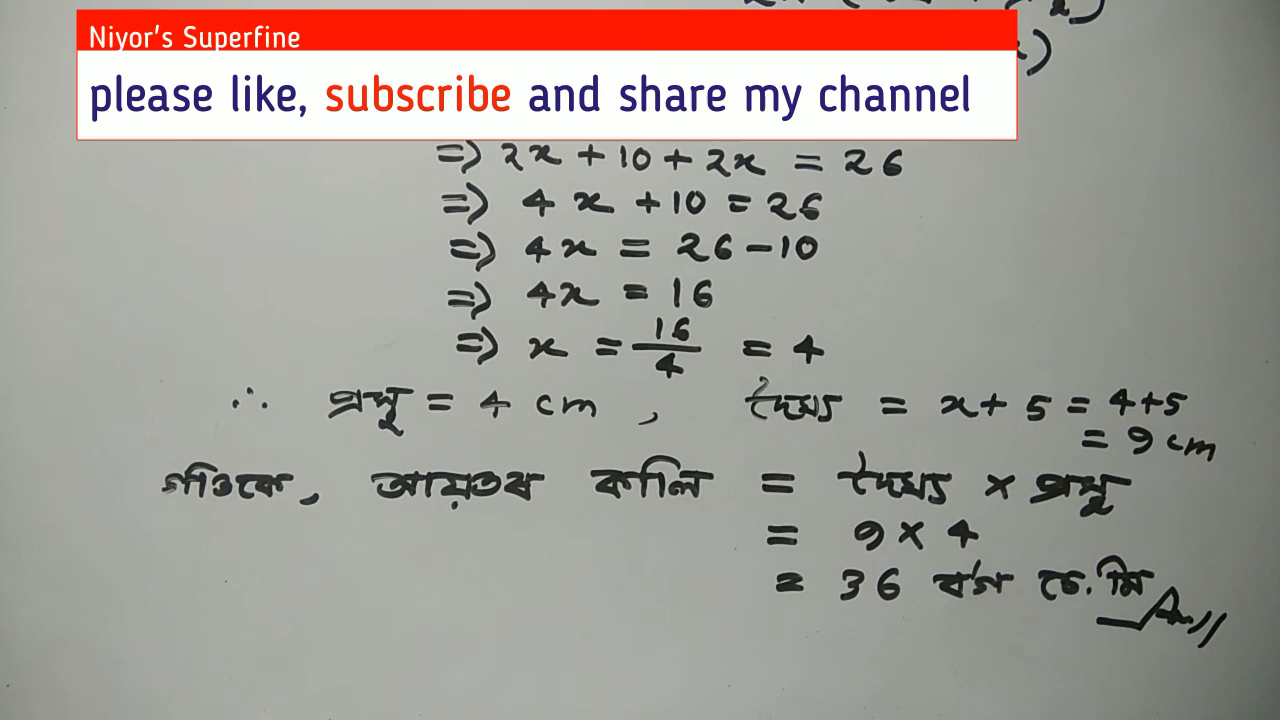 Niyor's Superfine
please like, subscribe and share my channel
=> 2x + 10 + 2x = 26
=> 4x + 10 = 26
=> 4x = 26 - 10
=> 4x = 16
=> x = 16/4 = 4
∴ প্ৰস্থ = 4 cm , দৈৰ্ঘ্য = x + 5 = 4+5
= 9 cm
গতিকে, আয়তৰ কালি = দৈৰ্ঘ্য × প্ৰস্থ
= 9 × 4
= 36 বৰ্গ চে.মি Ans//